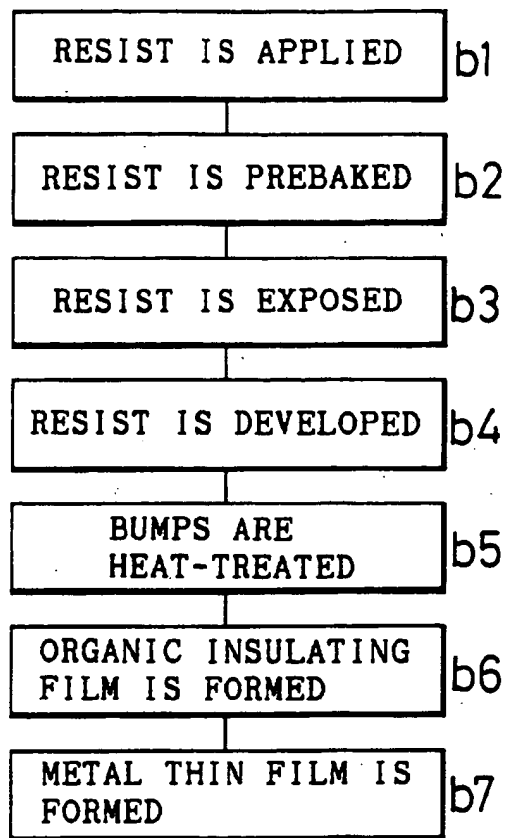 RESIST IS APPLIED b1
RESIST IS PREBAKED b2
RESIST IS EXPOSED b3
RESIST IS DEVELOPED b4
BUMPS ARE
HEAT-TREATED b5
ORGANIC INSULATING
FILM IS FORMED b6
METAL THIN FILM IS
FORMED b7